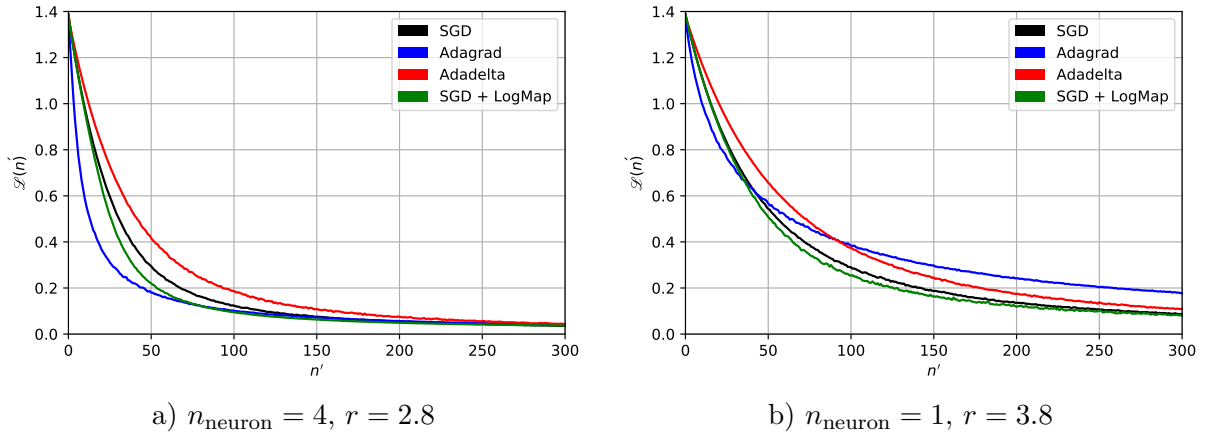 1.4
1.2
1.0
0.8
0.6
0.4
0.2
0.0
ℒ(n′)
0 50 100 150 200 250 300
n′
SGD
Adagrad
Adadelta
SGD + LogMap
a) n_neuron = 4, r = 2.8
1.4
1.2
1.0
0.8
0.6
0.4
0.2
0.0
ℒ(n′)
0 50 100 150 200 250 300
n′
SGD
Adagrad
Adadelta
SGD + LogMap
b) n_neuron = 1, r = 3.8